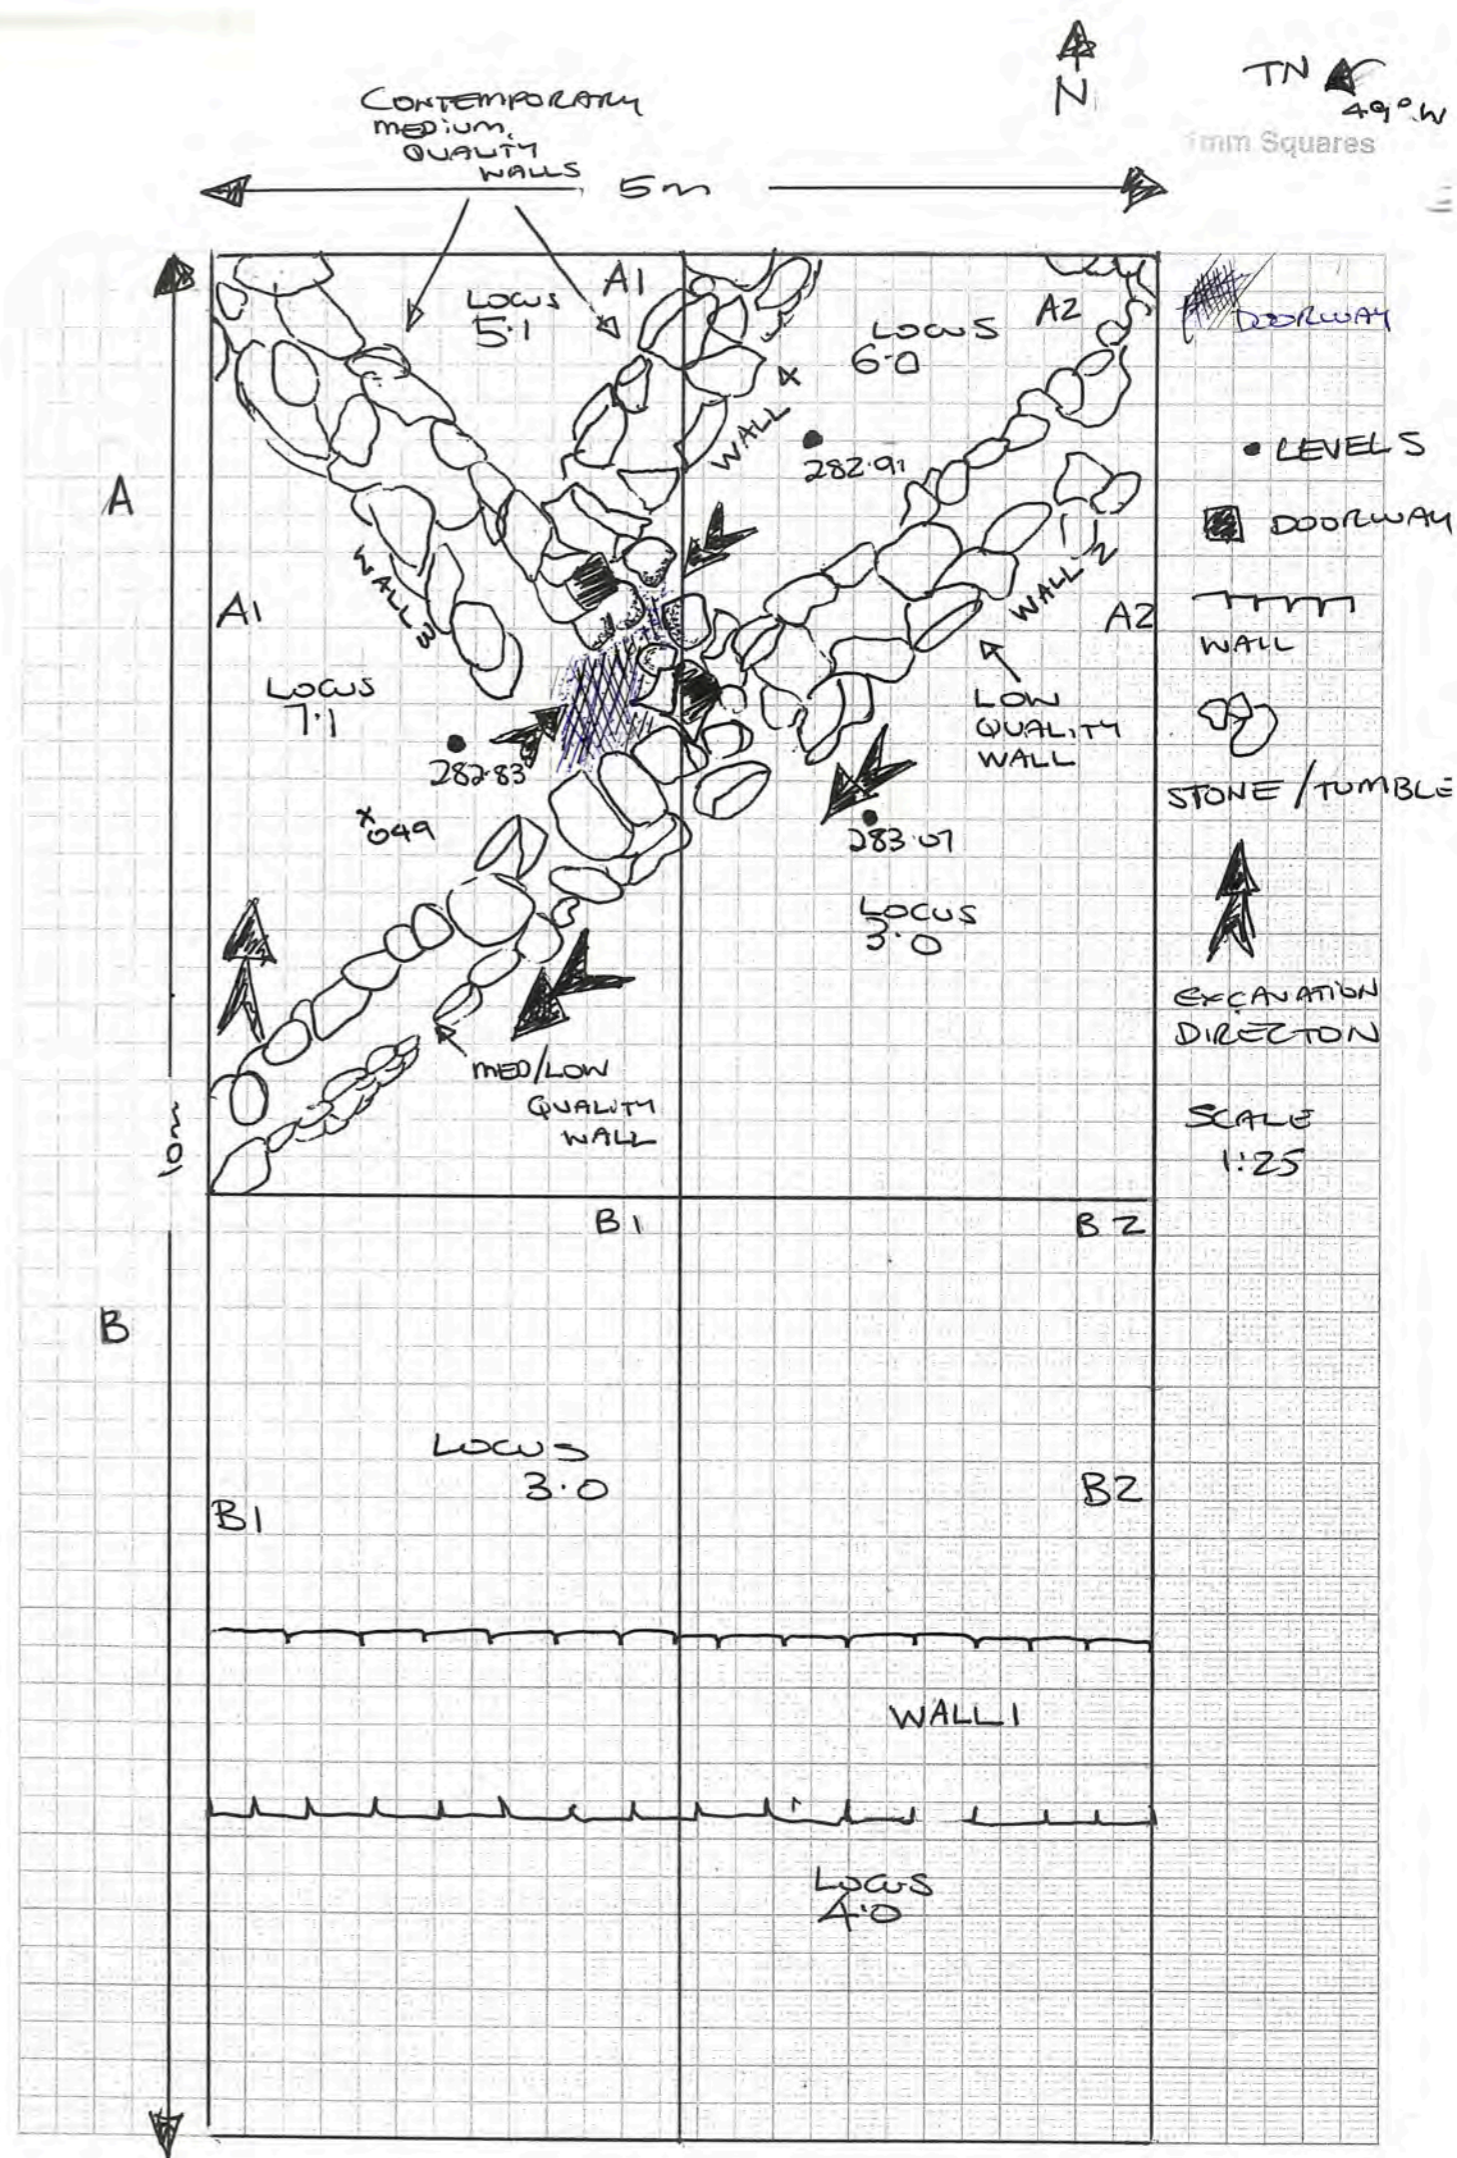 N
TN
49°W
1mm Squares
CONTEMPORARY
MEDIUM
QUALITY
WALLS
5m
A1
LOCUS
5.1
LOCUS
6.0
A2
DOORWAY
WALL 4
282.91
• LEVELS
A
DOORWAY
WALL 3
WALL 2
A1
A2
WALL
LOCUS
7.1
LOW
QUALITY
WALL
282.83
STONE / TUMBLE
x
049
283.07
LOCUS
3.0
EXCAVATION
DIRECTON
MED/LOW
QUALITY
WALL
10m
SCALE
1:25
B1
B2
B
LOCUS
3.0
B1
B2
WALL 1
LOCUS
4.0